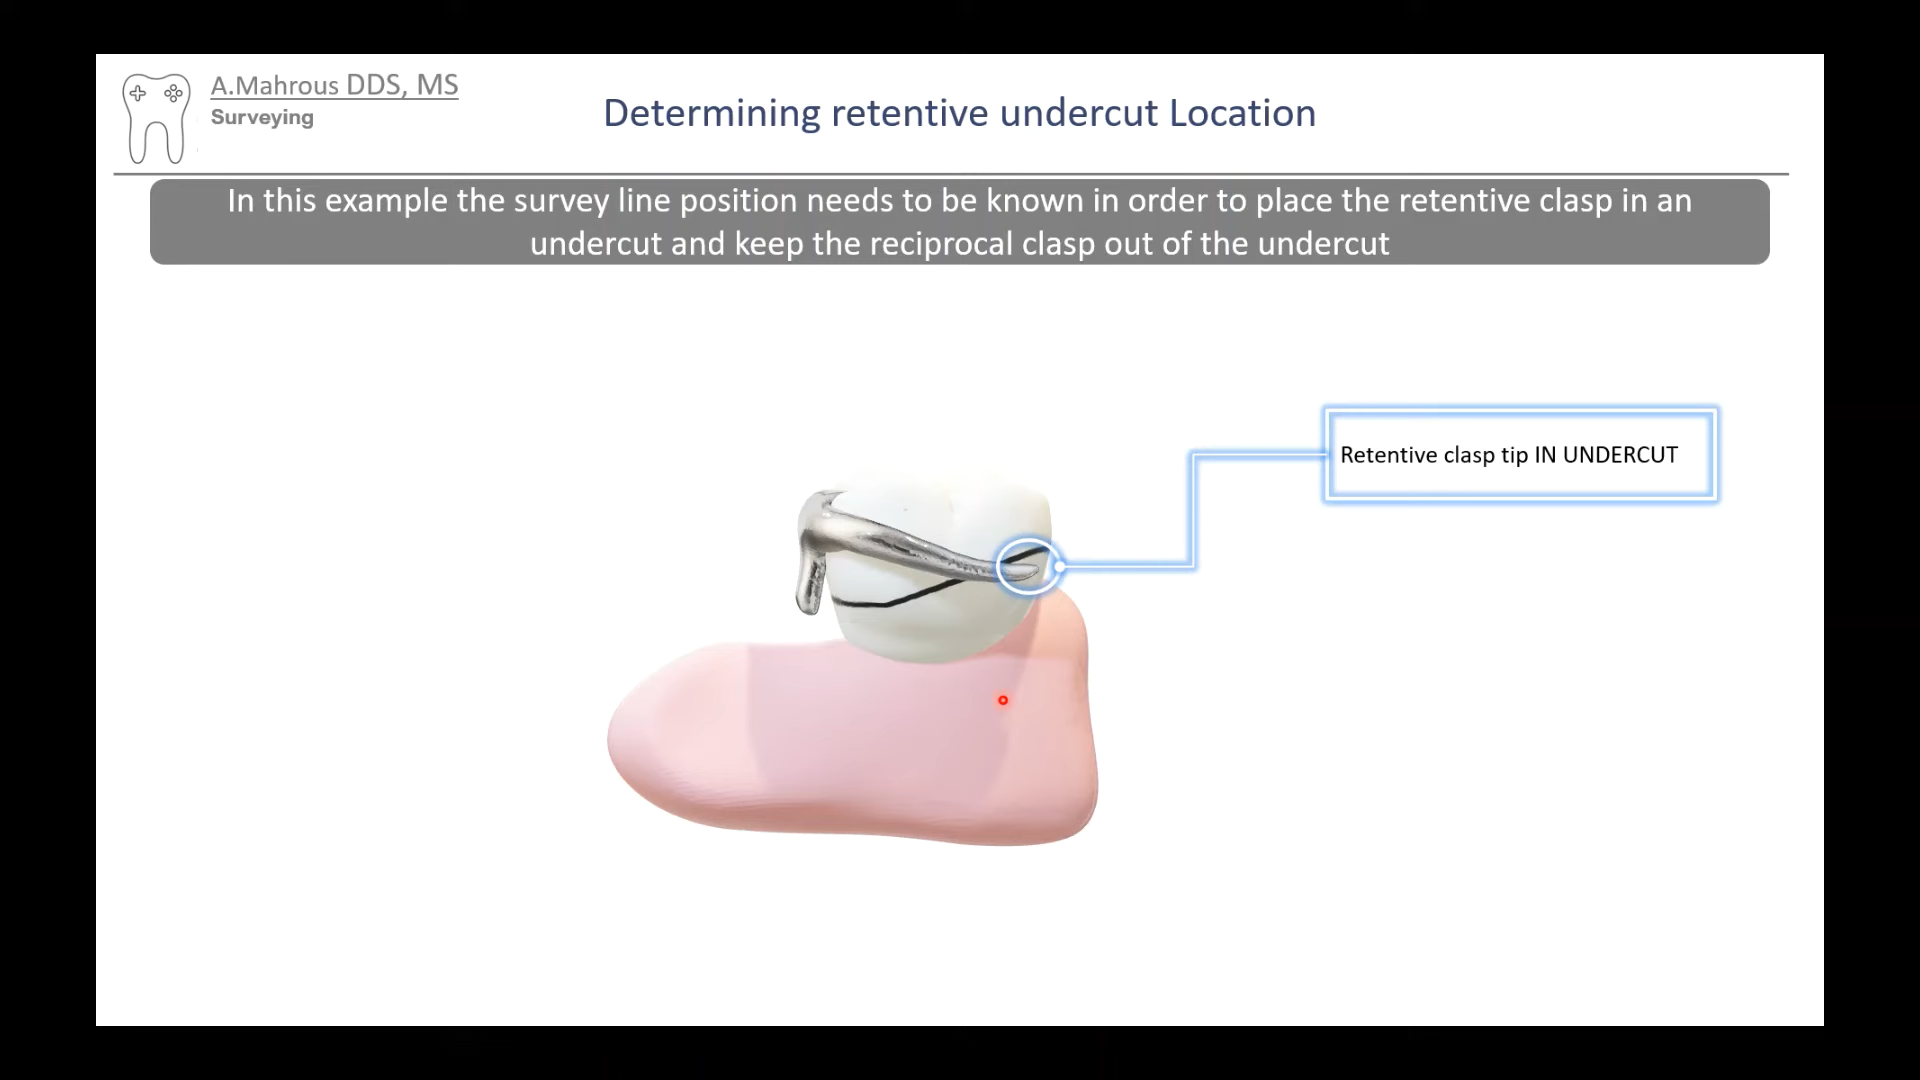 A.Mahrous DDS, MS
Surveying
Determining retentive undercut Location
In this example the survey line position needs to be known in order to place the retentive clasp in an
undercut and keep the reciprocal clasp out of the undercut
Retentive clasp tip IN UNDERCUT